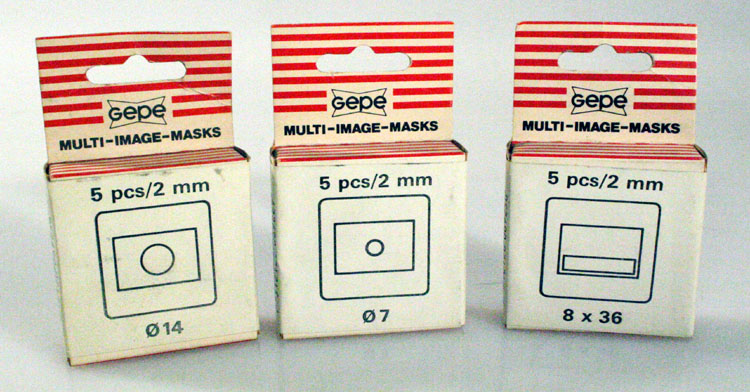 Gepe
MULTI-IMAGE-MASKS
5 pcs/2 mm
Ø14
Gepe
MULTI-IMAGE-MASKS
5 pcs/2 mm
Ø7
Gepe
MULTI-IMAGE-MASKS
5 pcs/2 mm
8 x 36